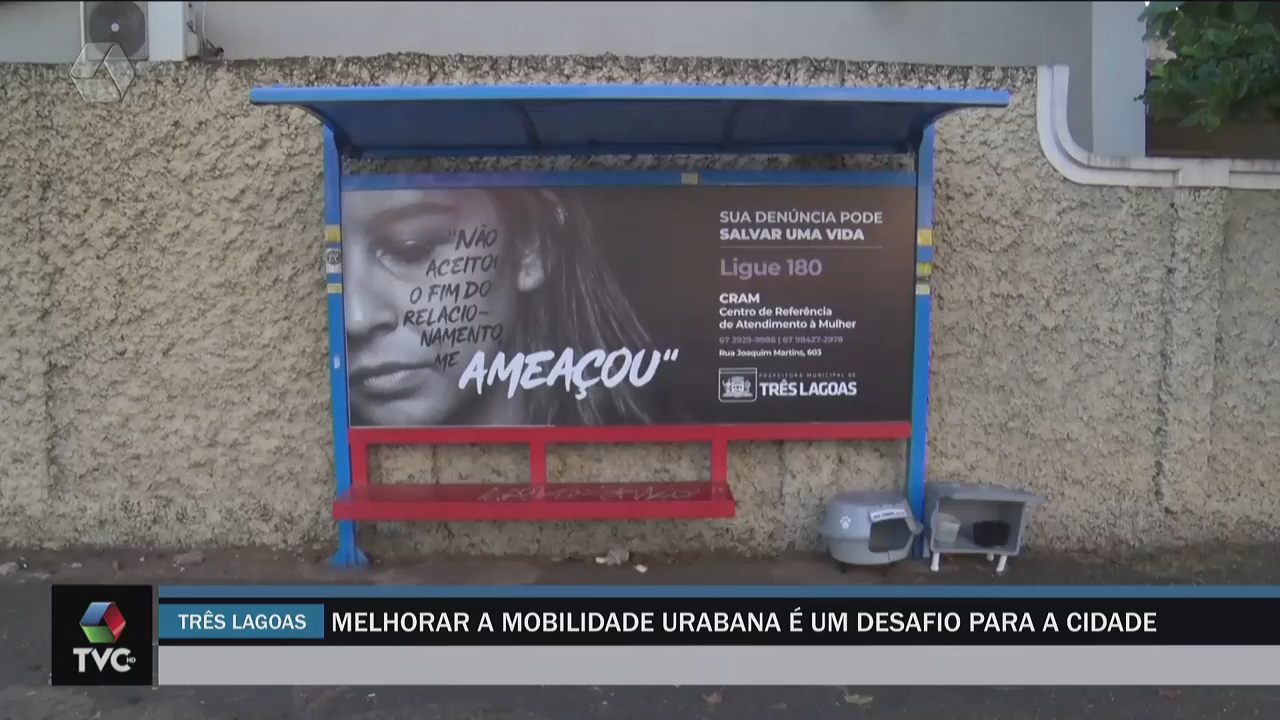 "NÃO
ACEITOU
O FIM DO
RELACIO-
NAMENTO,
ME
AMEAÇOU"
SUA DENÚNCIA PODE
SALVAR UMA VIDA
Ligue 180
CRAM
Centro de Referência
de Atendimento à Mulher
67 3929-9986 | 67 98427-2978
Rua Joaquim Martins, 603
PREFEITURA MUNICIPAL DE
TRÊS LAGOAS
TRÊS LAGOAS
MELHORAR A MOBILIDADE URABANA É UM DESAFIO PARA A CIDADE
TVC HD